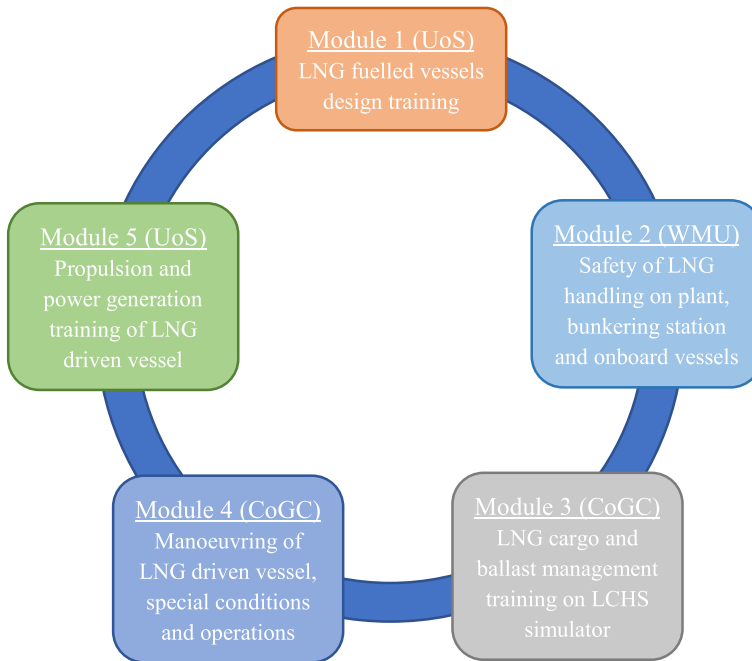 Module 1 (UoS)
LNG fuelled vessels
design training
Module 2 (WMU)
Safety of LNG
handling on plant,
bunkering station
and onboard vessels
Module 3 (CoGC)
LNG cargo and
ballast management
training on LCHS
simulator
Module 4 (CoGC)
Manoeuvring of
LNG driven vessel,
special conditions
and operations
Module 5 (UoS)
Propulsion and
power generation
training of LNG
driven vessel